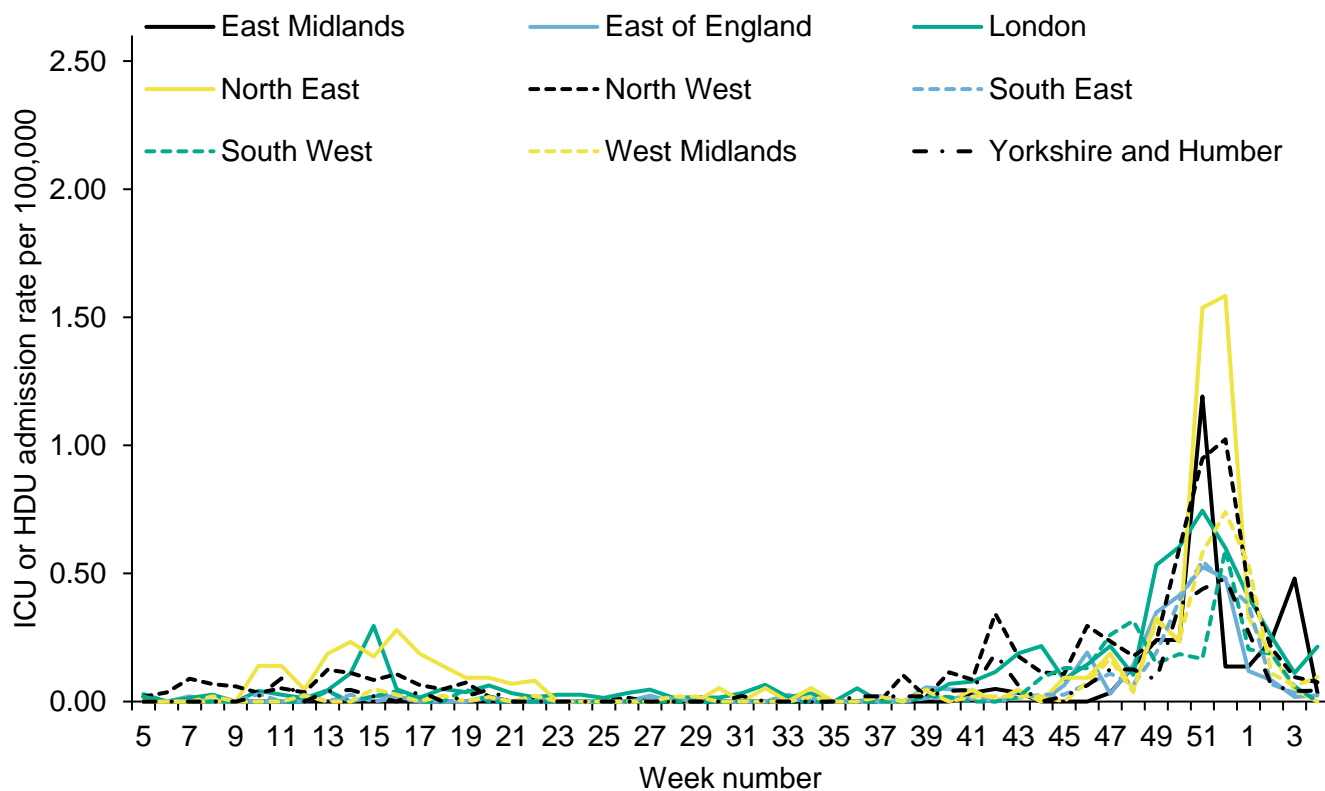 East Midlands East of England London
North East North West South East
South West West Midlands Yorkshire and Humber
ICU or HDU admission rate per 100,000
2.50
2.00
1.50
1.00
0.50
0.00
5 7 9 11 13 15 17 19 21 23 25 27 29 31 33 35 37 39 41 43 45 47 49 51 1 3
Week number